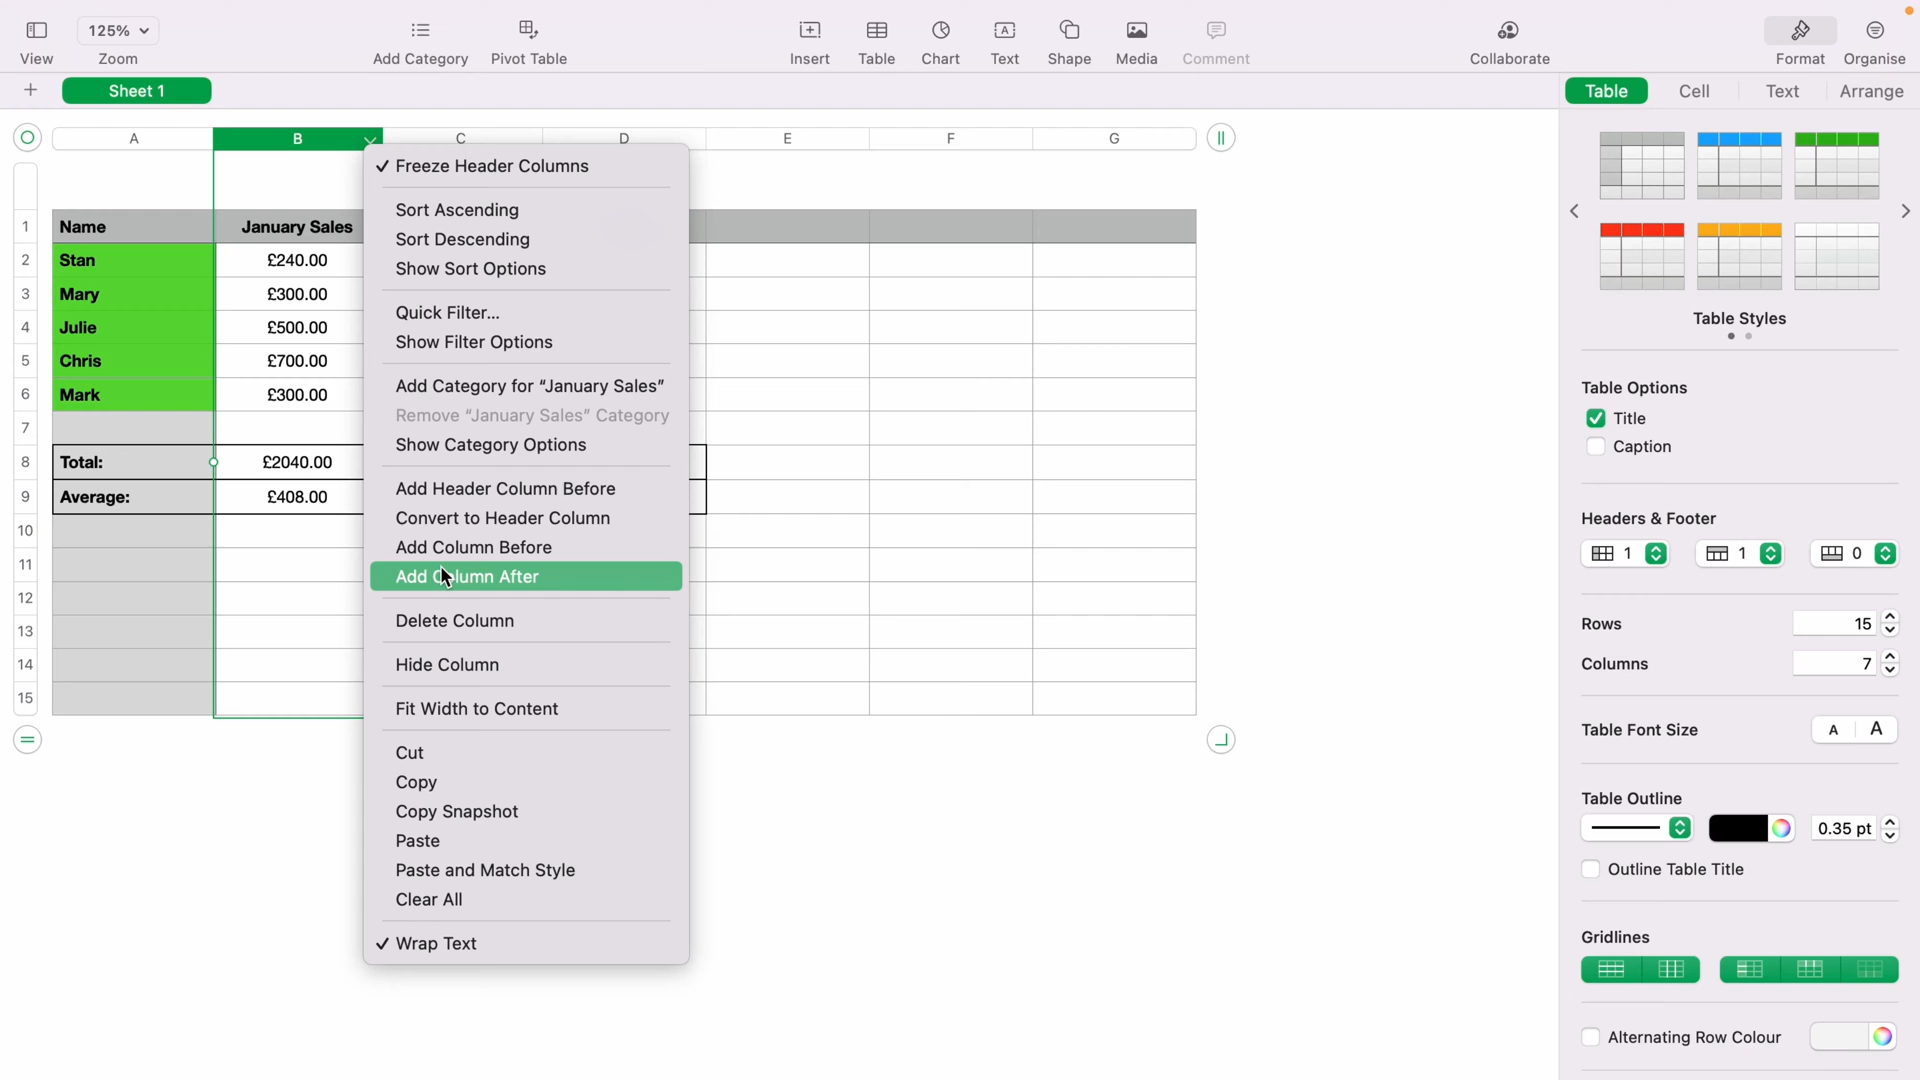 View
125%
Zoom
Add Category
Pivot Table
Insert
Table
Chart
Text
Shape
Media
Comment
Collaborate
Format
Organise
Sheet 1
Table
Cell
Text
Arrange
A B C D E F G
1 Name January Sales
2 Stan £240.00
3 Mary £300.00
4 Julie £500.00
5 Chris £700.00
6 Mark £300.00
7
8 Total: £2040.00
9 Average: £408.00
10
11
12
13
14
15
Freeze Header Columns
Sort Ascending
Sort Descending
Show Sort Options
Quick Filter...
Show Filter Options
Add Category for “January Sales”
Remove “January Sales” Category
Show Category Options
Add Header Column Before
Convert to Header Column
Add Column Before
Add Column After
Delete Column
Hide Column
Fit Width to Content
Cut
Copy
Copy Snapshot
Paste
Paste and Match Style
Clear All
Wrap Text
Table Styles
Table Options
Title
Caption
Headers & Footer
1 1 0
Rows 15
Columns 7
Table Font Size A A
Table Outline
0.35 pt
Outline Table Title
Gridlines
Alternating Row Colour